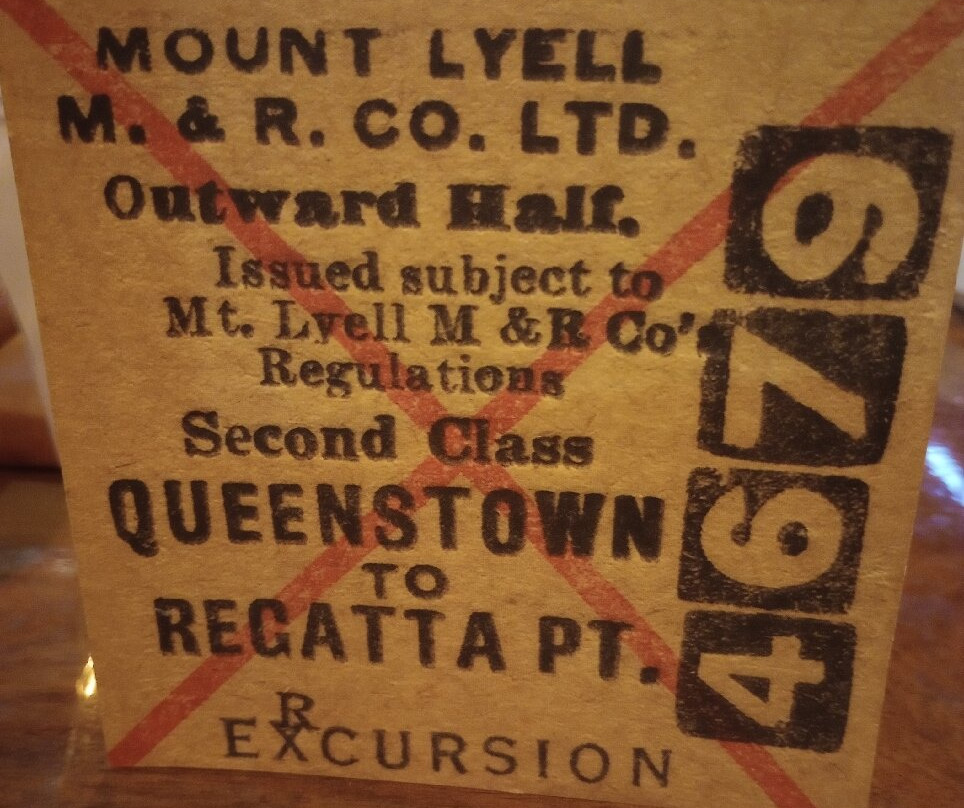 MOUNT LYELL
M. & R. CO. LTD.
Outward Half.
Issued subject to
Mt. Lyell M & R Co's
Regulations
Second Class
QUEENSTOWN
TO
REGATTA PT.
R
EXCURSION
4679